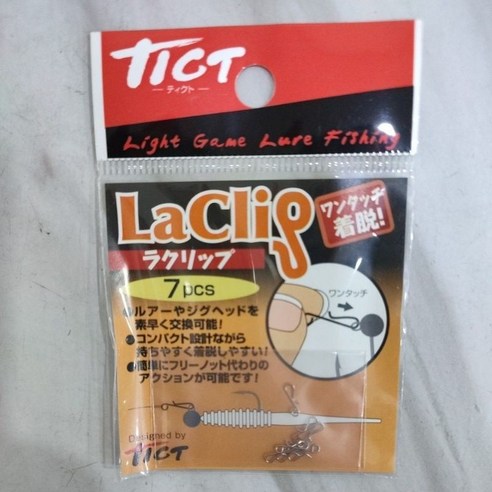 TICT
ティクト
Light Game Lure Fishing
LaClip
ワンタッチ
着脱!
ラクリップ
7pcs
ワンタッチ
●ルアーやジグヘッドを
素早く交換可能!
●コンパクト設計ながら
持ちやすく着脱しやすい!
●簡単にフリーノット代わりの
アクションが可能です!
Designed by
TICT